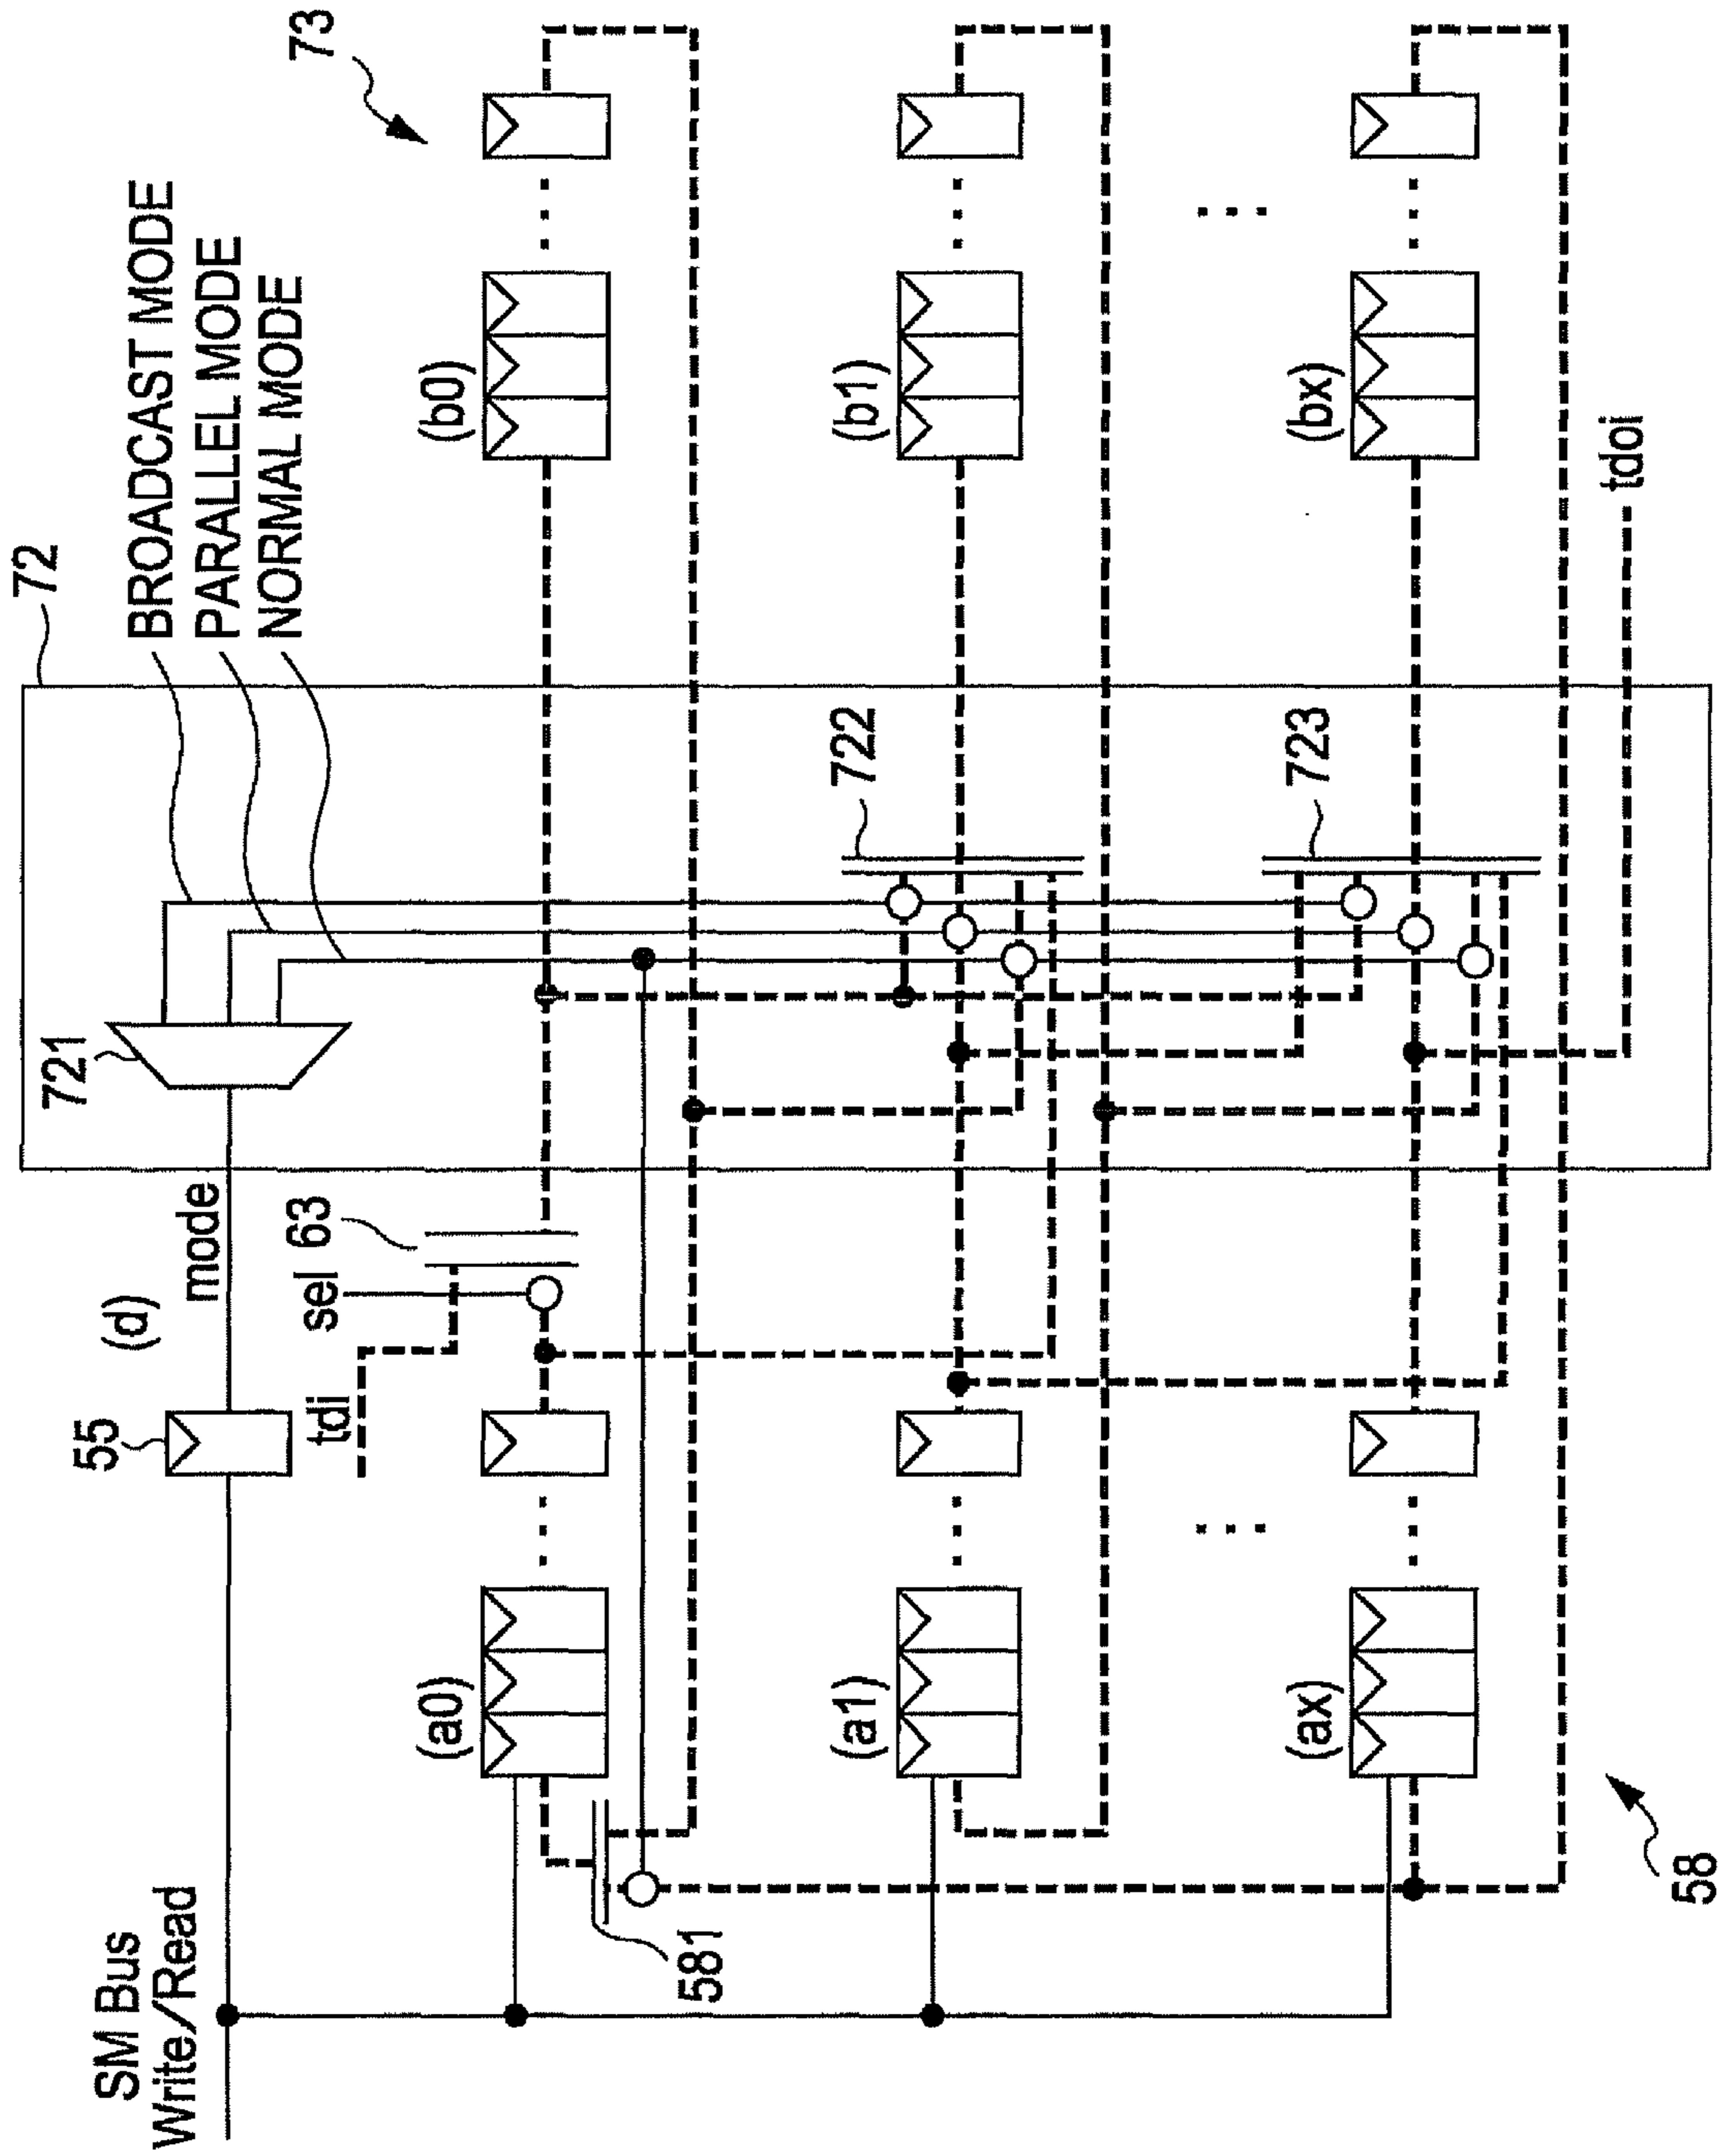 SM Bus
Write/Read
55
(d)
mode
721
72
BROADCAST MODE
PARALLEL MODE
NORMAL MODE
73
tdi
sel
63
(a0)
(b0)
581
722
(a1)
(b1)
723
(ax)
(bx)
tdoi
58